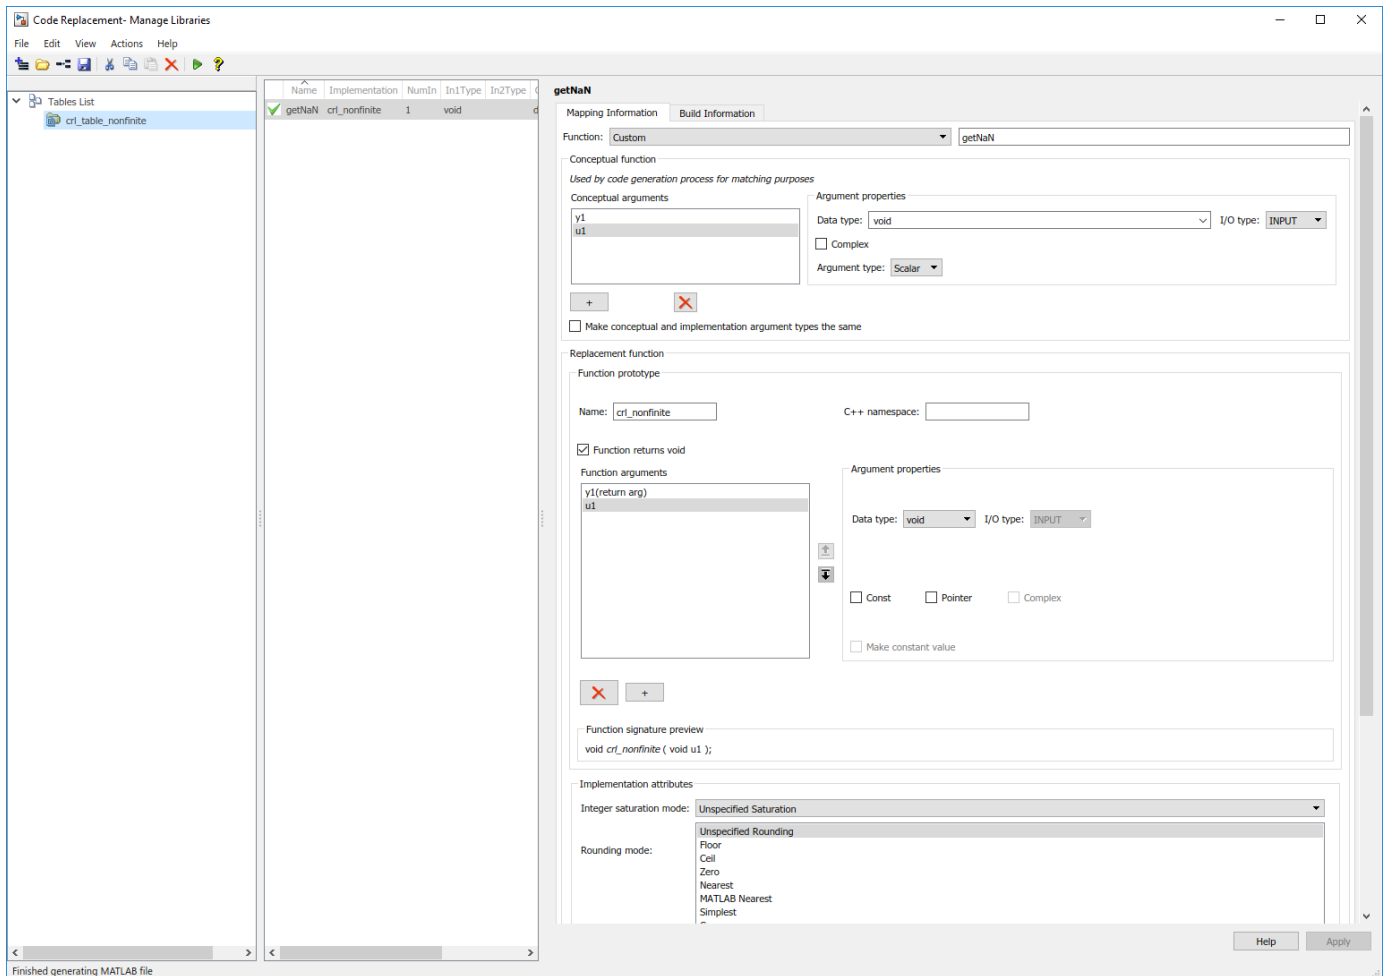 Code Replacement- Manage Libraries
File Edit View Actions Help
Tables List
crl_table_nonfinite
Name Implementation NumIn In1Type In2Type
getNaN crl_nonfinite 1 void d
getNaN
Mapping Information Build Information
Function: Custom getNaN
Conceptual function
Used by code generation process for matching purposes
Conceptual arguments
y1
u1
Argument properties
Data type: void I/O type: INPUT
Complex
Argument type: Scalar
+
Make conceptual and implementation argument types the same
Replacement function
Function prototype
Name: crl_nonfinite C++ namespace:
Function returns void
Function arguments
y1(return arg)
u1
Argument properties
Data type: void I/O type: INPUT
Const Pointer Complex
Make constant value
+
Function signature preview
void crl_nonfinite ( void u1 );
Implementation attributes
Integer saturation mode: Unspecified Saturation
Rounding mode:
Unspecified Rounding
Floor
Ceil
Zero
Nearest
MATLAB Nearest
Simplest
Help Apply
Finished generating MATLAB file